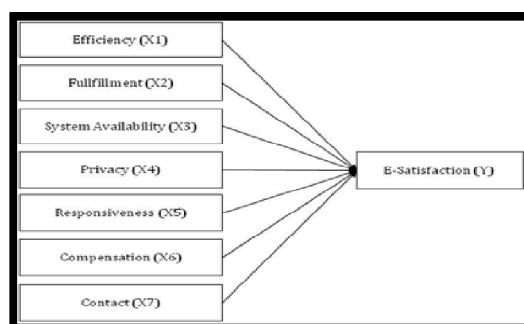 Efficiency (X1)
Fullfillment (X2)
System Availability (X3)
Privacy (X4)
E-Satisfaction (Y)
Responsiveness (X5)
Compensation (X6)
Contact (X7)